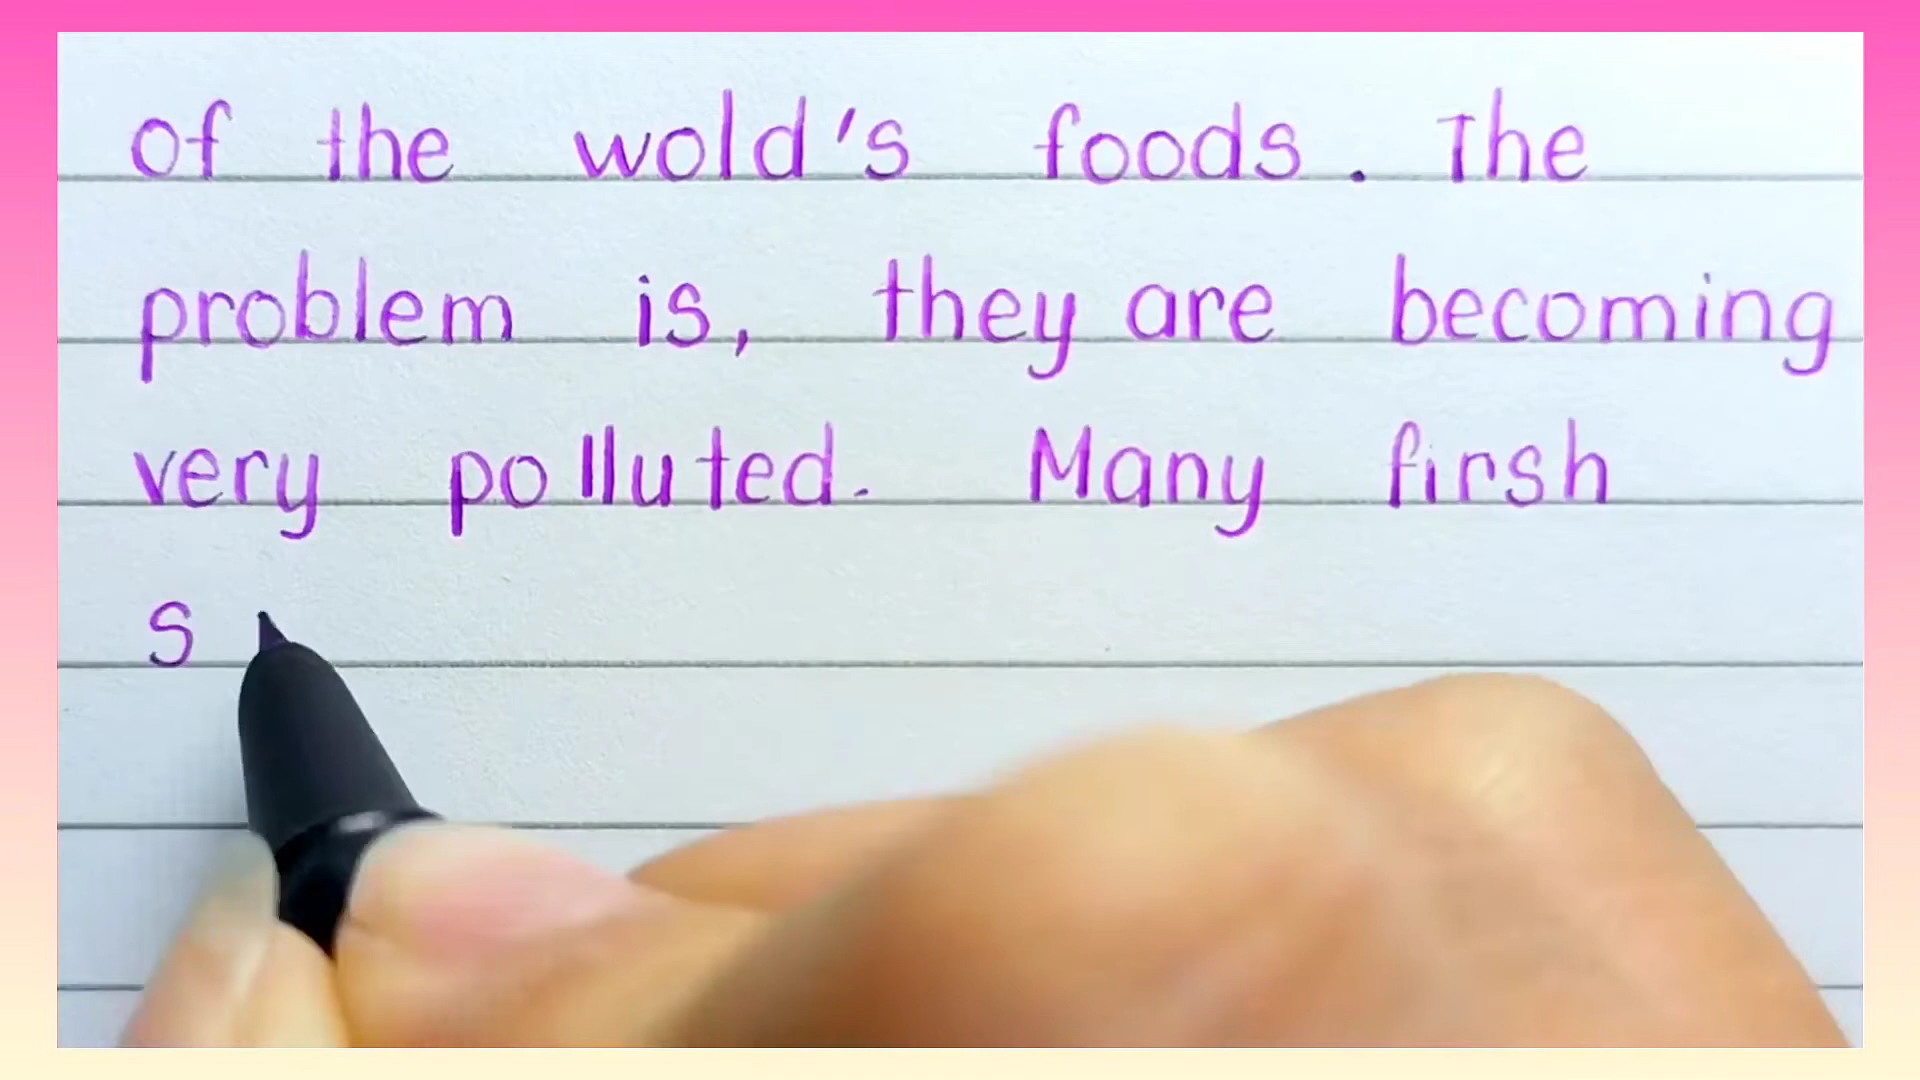 of the wold's foods. The
problem is, they are becoming
very polluted. Many firsh
s